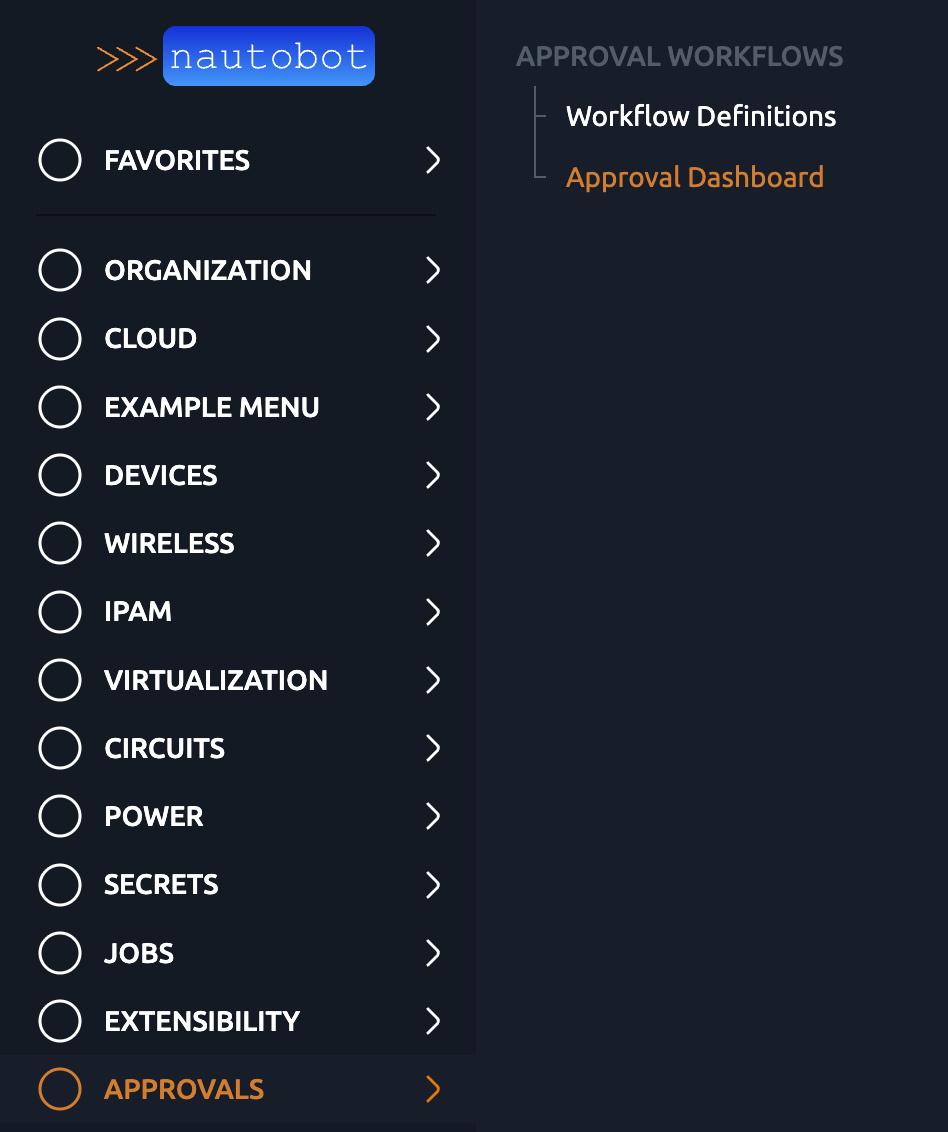 >>> nautobot
FAVORITES
ORGANIZATION
CLOUD
EXAMPLE MENU
DEVICES
WIRELESS
IPAM
VIRTUALIZATION
CIRCUITS
POWER
SECRETS
JOBS
EXTENSIBILITY
APPROVALS
APPROVAL WORKFLOWS
Workflow Definitions
Approval Dashboard